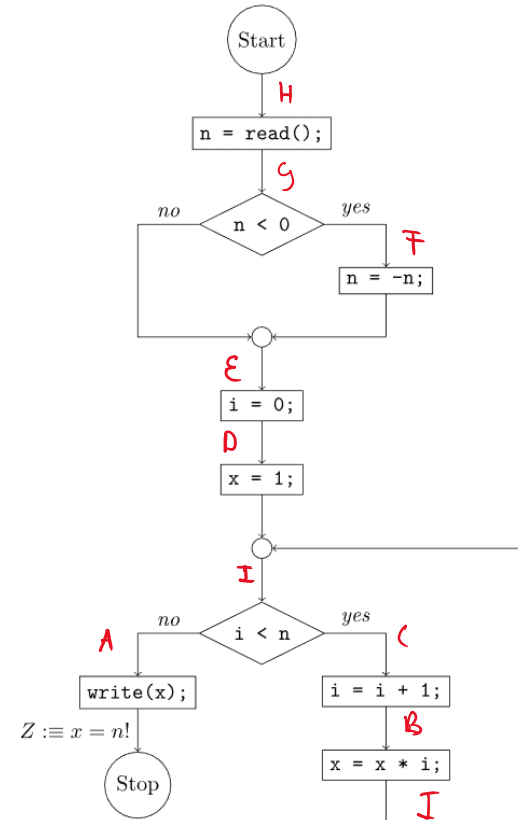 Start
H
n = read();
G
no
yes
n < 0
F
n = -n;
E
i = 0;
D
x = 1;
I
no
yes
A
i < n
C
write(x);
i = i + 1;
B
Z :≡ x = n!
x = x * i;
Stop
I